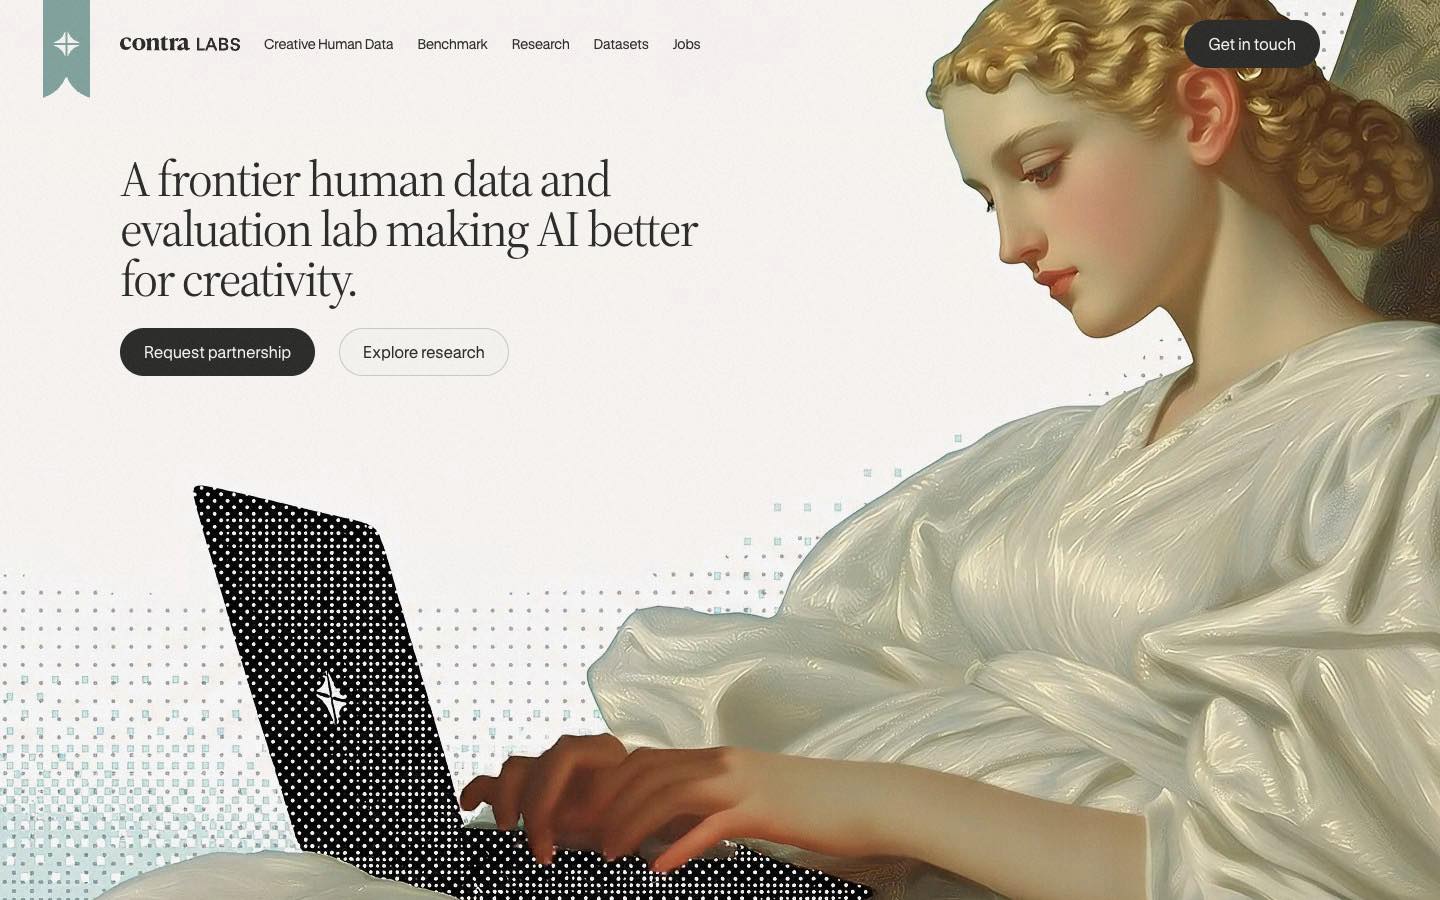 contra LABS
Creative Human Data
Benchmark
Research
Datasets
Jobs
Get in touch
A frontier human data and
evaluation lab making AI better
for creativity.
Request partnership
Explore research